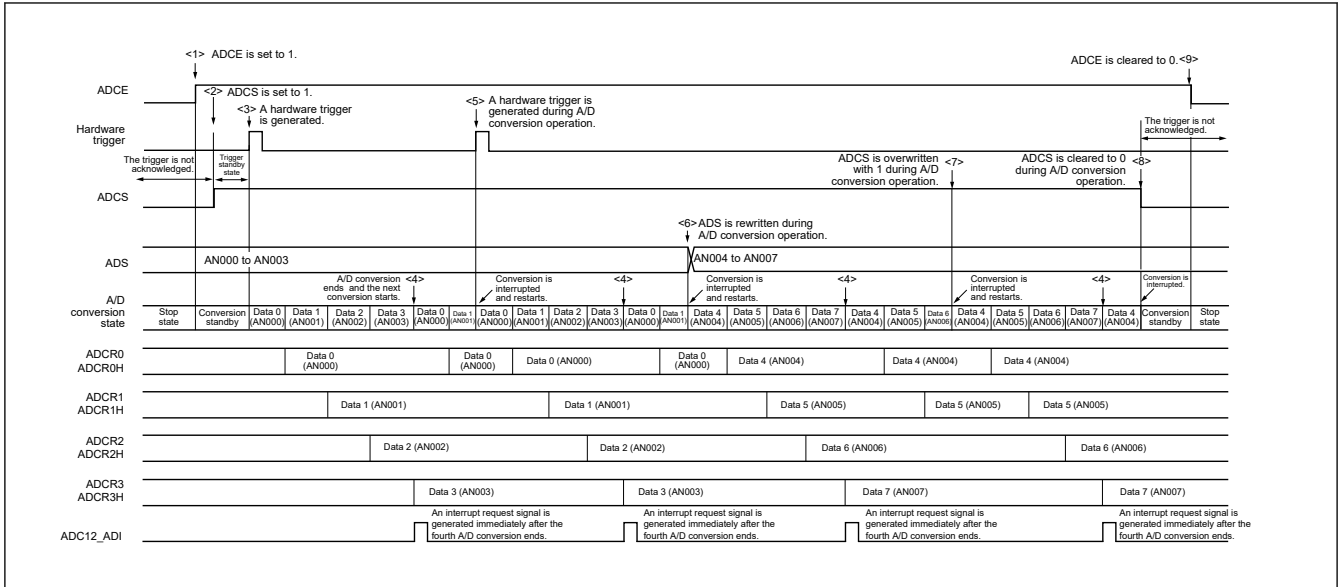 <1> ADCE is set to 1.
ADCE is cleared to 0.<9>
ADCE
<2> ADCS is set to 1.
<3> A hardware trigger
is generated.
<5> A hardware trigger is
generated during A/D
conversion operation.
Hardware
trigger
The trigger is not
acknowledged.
The trigger is not
acknowledged.
Trigger
standby
state
ADCS is overwritten <7>
with 1 during A/D
conversion operation.
ADCS is cleared to 0 <8>
during A/D conversion
operation.
ADCS
<6>ADS is rewritten during
A/D conversion operation.
ADS
AN000 to AN003
AN004 to AN007
A/D conversion <4>
ends and the next
conversion starts.
Conversion is
interrupted
and restarts.
<4>
Conversion is
interrupted
and restarts.
<4>
Conversion is
interrupted
and restarts.
<4>
Conversion is
interrupted.
A/D
conversion
state
Stop
state
Conversion
standby
Data 0
(AN000)
Data 1
(AN001)
Data 2
(AN002)
Data 3
(AN003)
Data 0
(AN000)
Data 1
(AN001)
Data 0
(AN000)
Data 1
(AN001)
Data 2
(AN002)
Data 3
(AN003)
Data 0
(AN000)
Data 1
(AN001)
Data 4
(AN004)
Data 5
(AN005)
Data 6
(AN006)
Data 7
(AN007)
Data 4
(AN004)
Data 5
(AN005)
Data 6
(AN006)
Data 4
(AN004)
Data 5
(AN005)
Data 6
(AN006)
Data 7
(AN007)
Data 4
(AN004)
Conversion
standby
Stop
state
ADCR0
ADCR0H
Data 0
(AN000)
Data 0
(AN000)
Data 0 (AN000)
Data 0
(AN000)
Data 4 (AN004)
Data 4 (AN004)
Data 4 (AN004)
ADCR1
ADCR1H
Data 1 (AN001)
Data 1 (AN001)
Data 5 (AN005)
Data 5 (AN005)
Data 5 (AN005)
ADCR2
ADCR2H
Data 2 (AN002)
Data 2 (AN002)
Data 6 (AN006)
Data 6 (AN006)
ADCR3
ADCR3H
Data 3 (AN003)
Data 3 (AN003)
Data 7 (AN007)
Data 7 (AN007)
ADC12_ADI
An interrupt request signal is
generated immediately after the
fourth A/D conversion ends.
An interrupt request signal is
generated immediately after the
fourth A/D conversion ends.
An interrupt request signal is
generated immediately after the
fourth A/D conversion ends.
An interrupt request signal is
generated immediately after the
fourth A/D conversion ends.